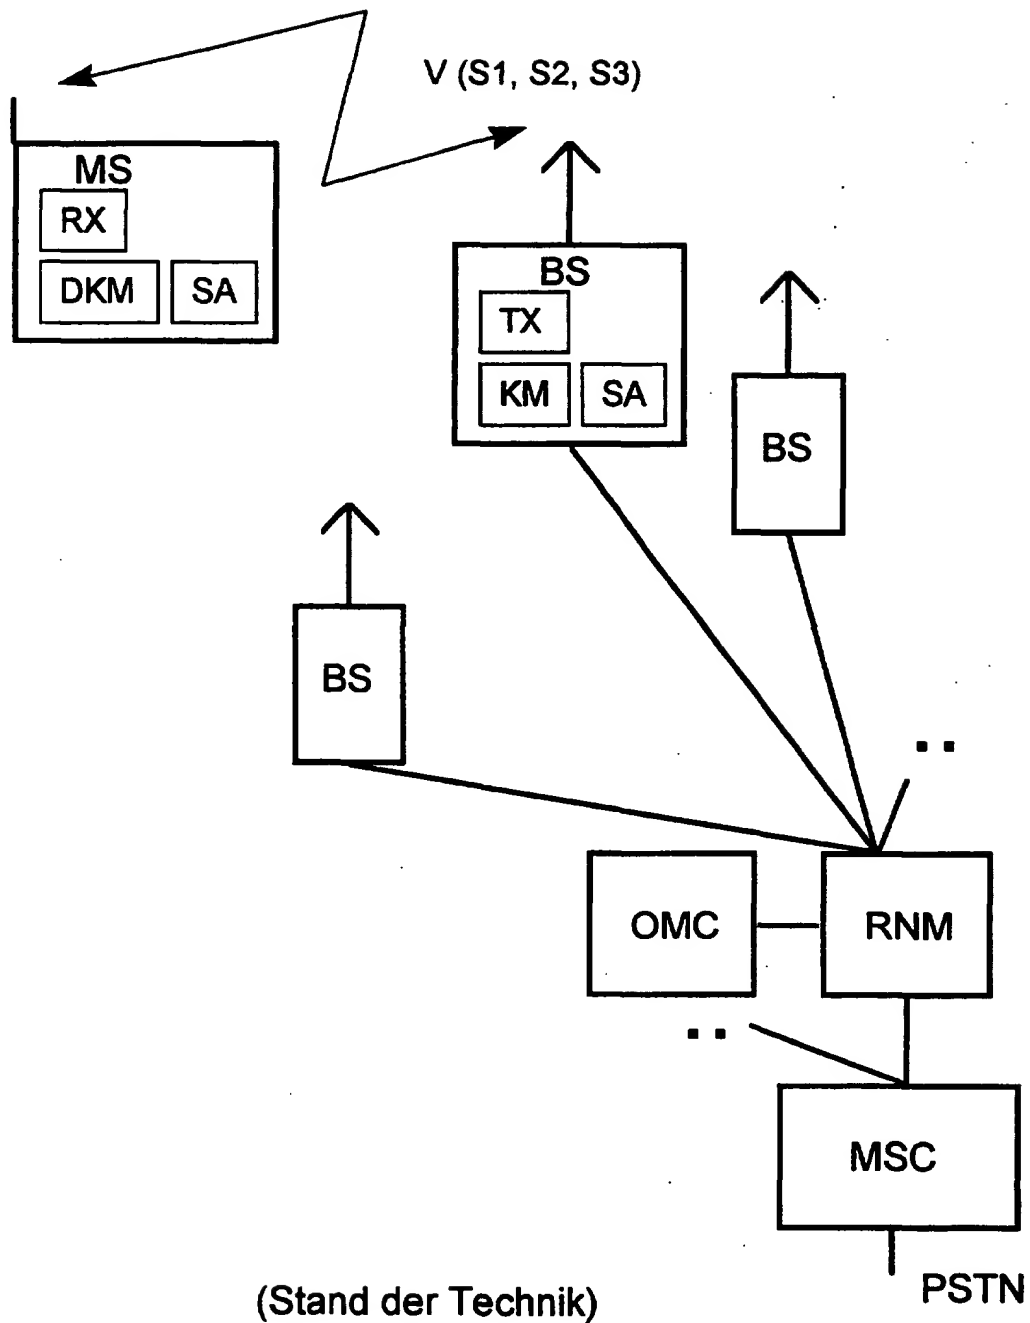 V (S1, S2, S3)
MS
RX
DKM SA
BS
TX
KM SA
BS
BS
..
OMC
RNM
..
MSC
PSTN
(Stand der Technik)